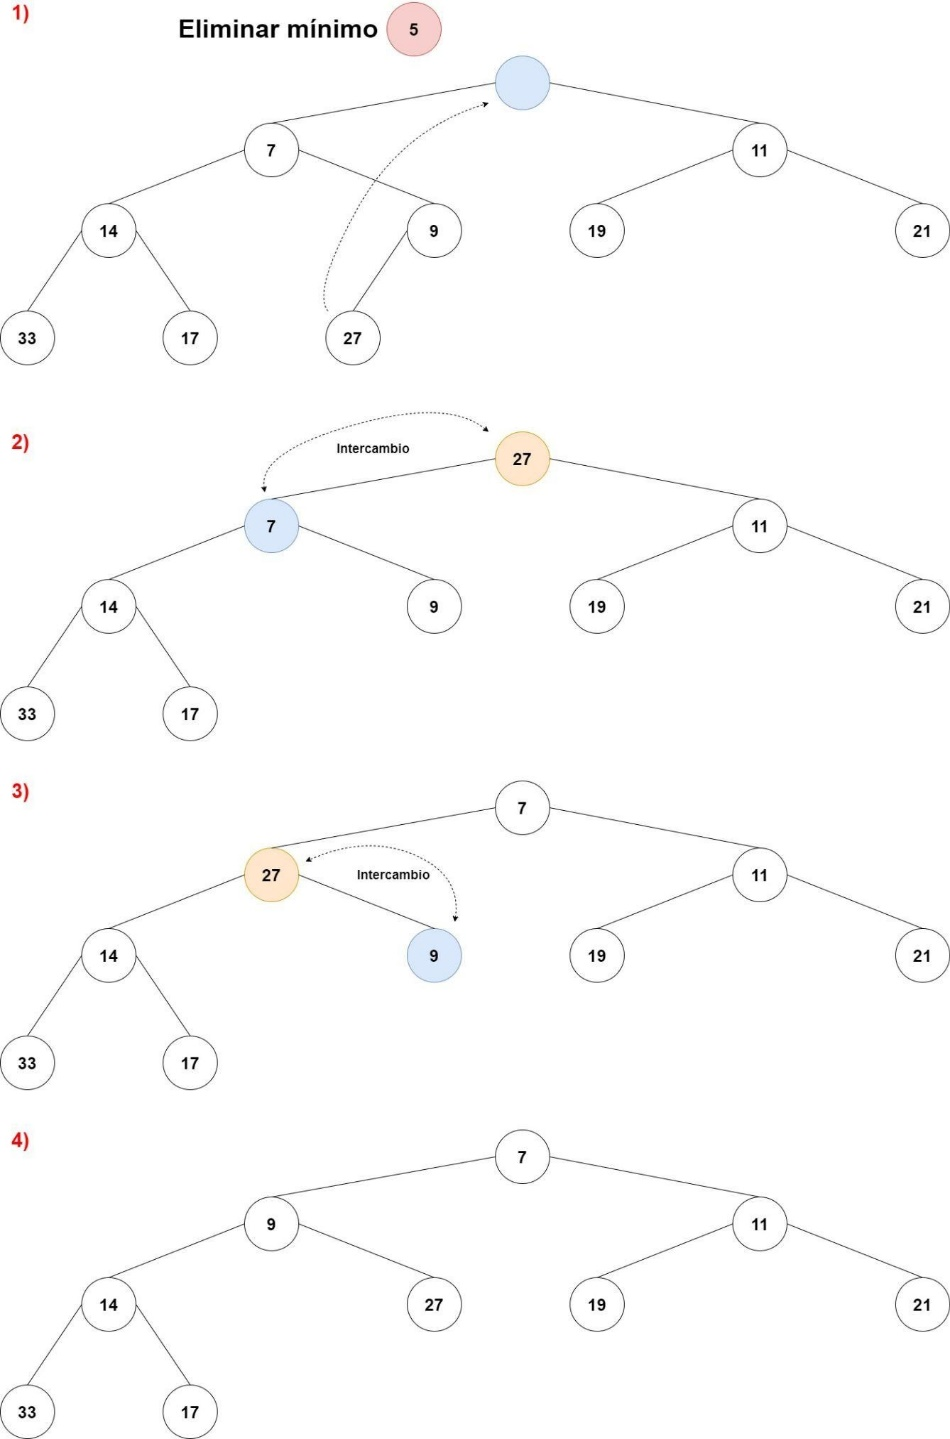 1)
Eliminar mínimo 5
7 11
14 9 19 21
33 17 27
2)
Intercambio
27
7 11
14 9 19 21
33 17
3)
7
27 Intercambio 11
14 9 19 21
33 17
4)
7
9 11
14 27 19 21
33 17